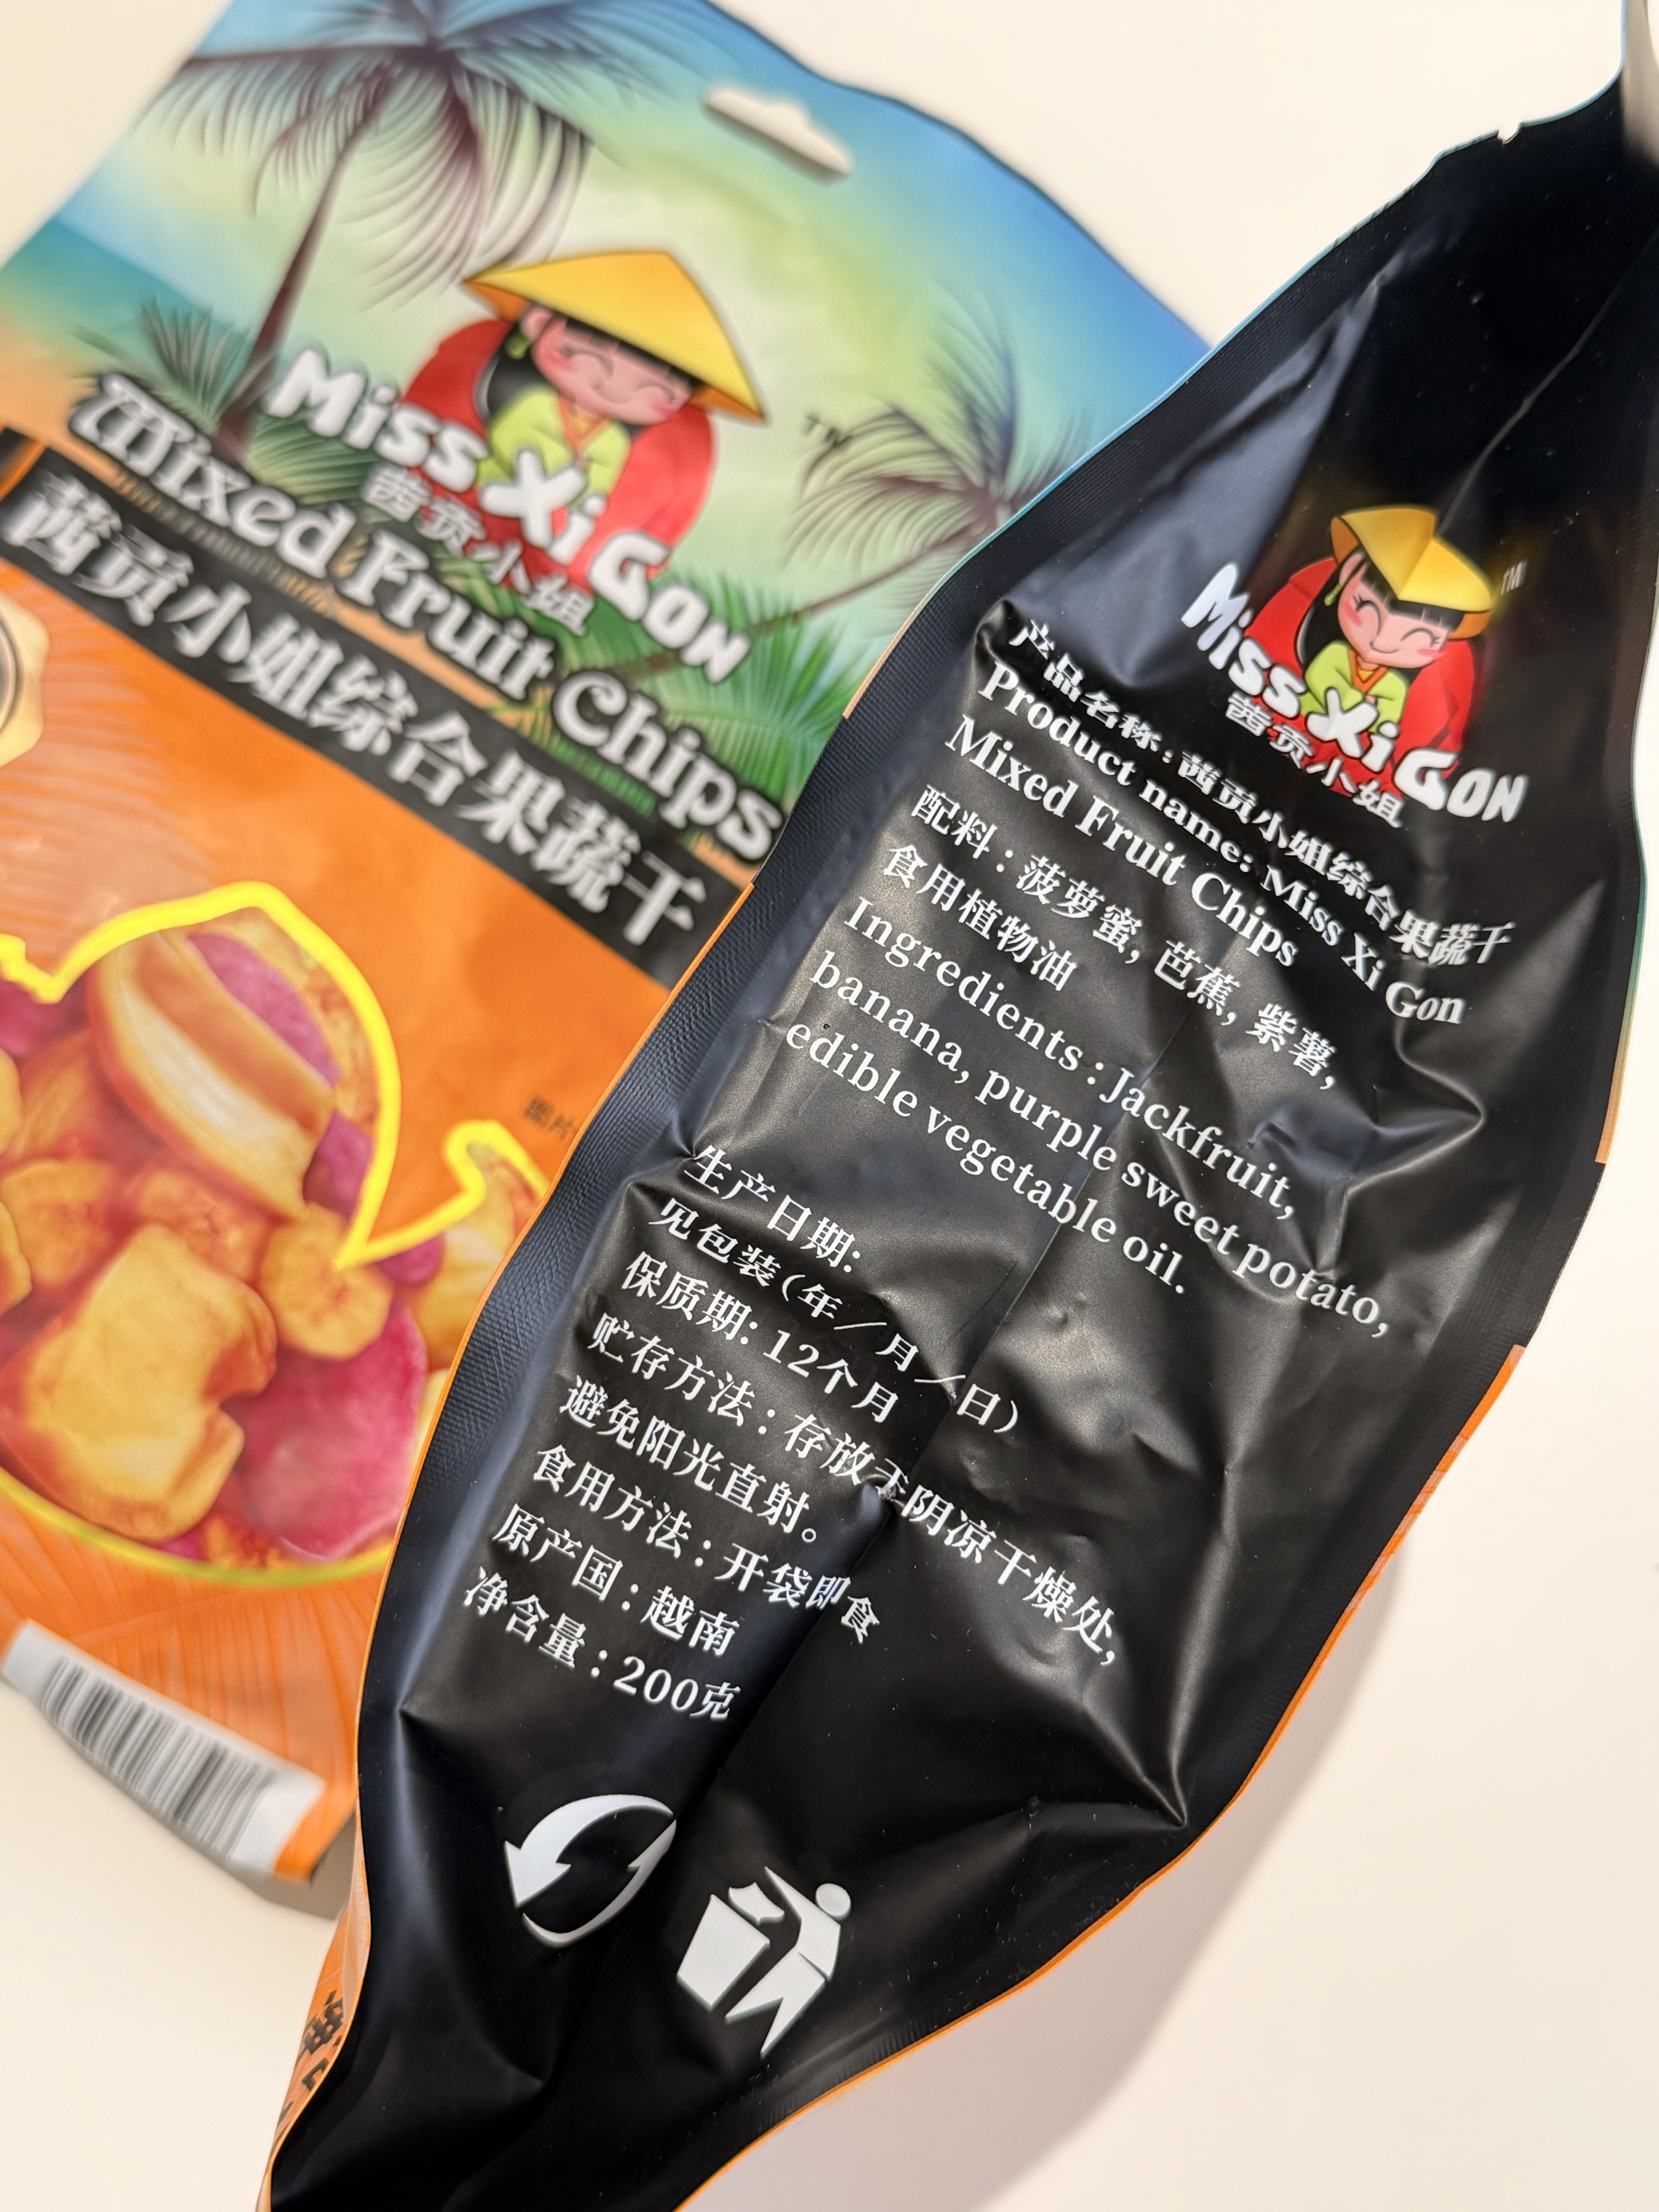 Miss Xi Gon
茜贡小姐
TM
Mixed Fruit Chips
茜贡小姐综合果蔬干
图片
Miss Xi Gon
茜贡小姐
TM
产品名称：茜贡小姐综合果蔬干
Product name: Miss Xi Gon
Mixed Fruit Chips
配料：菠萝蜜, 芭蕉, 紫薯,
食用植物油
Ingredients : Jackfruit,
banana, purple sweet potato,
edible vegetable oil.
生产日期:
见包装(年／月／日)
保质期: 12个月
贮存方法：存放于阴凉干燥处,
避免阳光直射。
食用方法：开袋即食
原产国：越南
净含量：200克